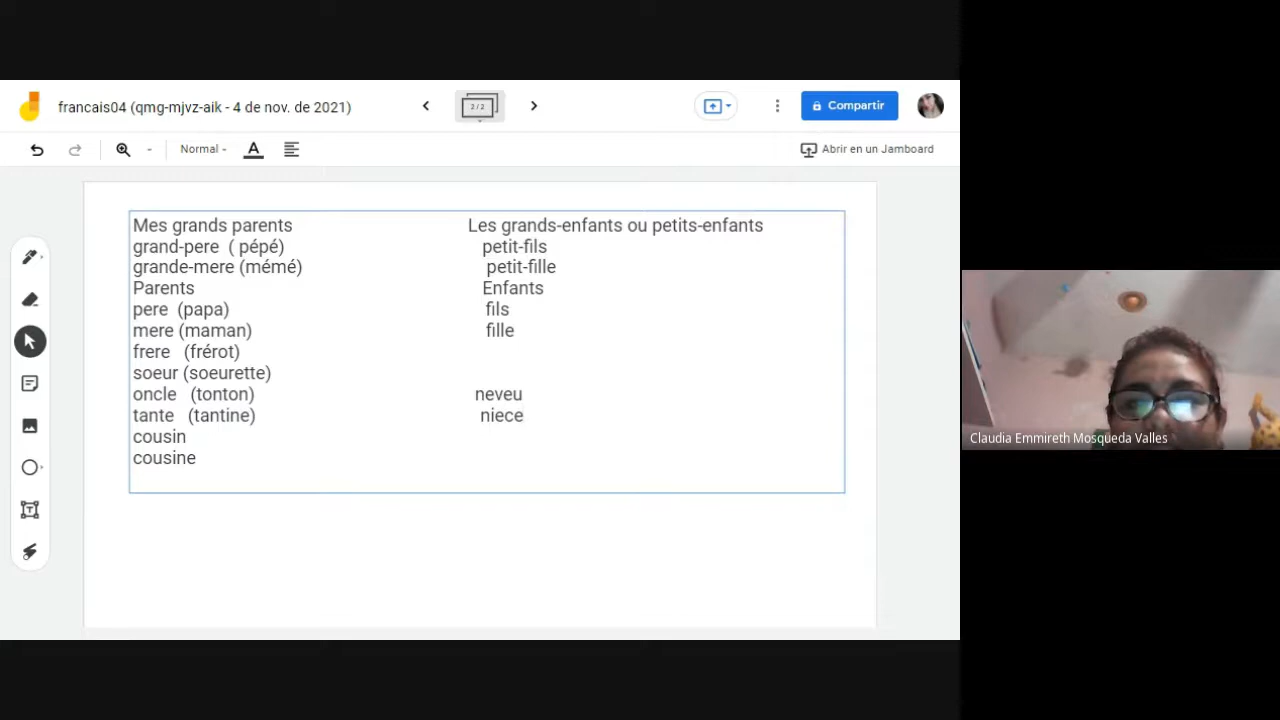 francais04 (qmg-mjvz-aik - 4 de nov. de 2021)
2/2
Compartir
Normal
A
Abrir en un Jamboard
Mes grands parents Les grands-enfants ou petits-enfants
grand-pere ( pépé) petit-fils
grande-mere (mémé) petit-fille
Parents Enfants
pere (papa) fils
mere (maman) fille
frere (frérot)
soeur (soeurette)
oncle (tonton) neveu
tante (tantine) niece
cousin
cousine
Claudia Emmireth Mosqueda Valles